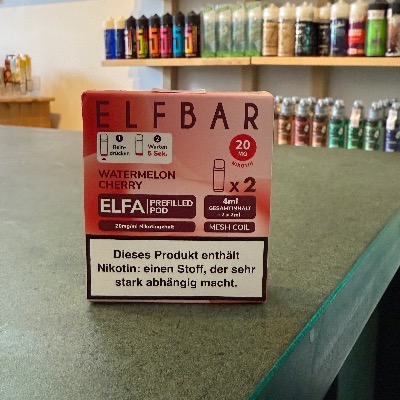 ELFBAR
1
Rein-
drücken
2
Warten
5 Sek.
20
MG
NIKOTIN
WATERMELON
CHERRY
x 2
ELFA PREFILLED
POD
4ml
GESAMTINHALT
20mg/ml Nikotingehalt
MESH COIL
Dieses Produkt enthält
Nikotin: einen Stoff, der sehr
stark abhängig macht.